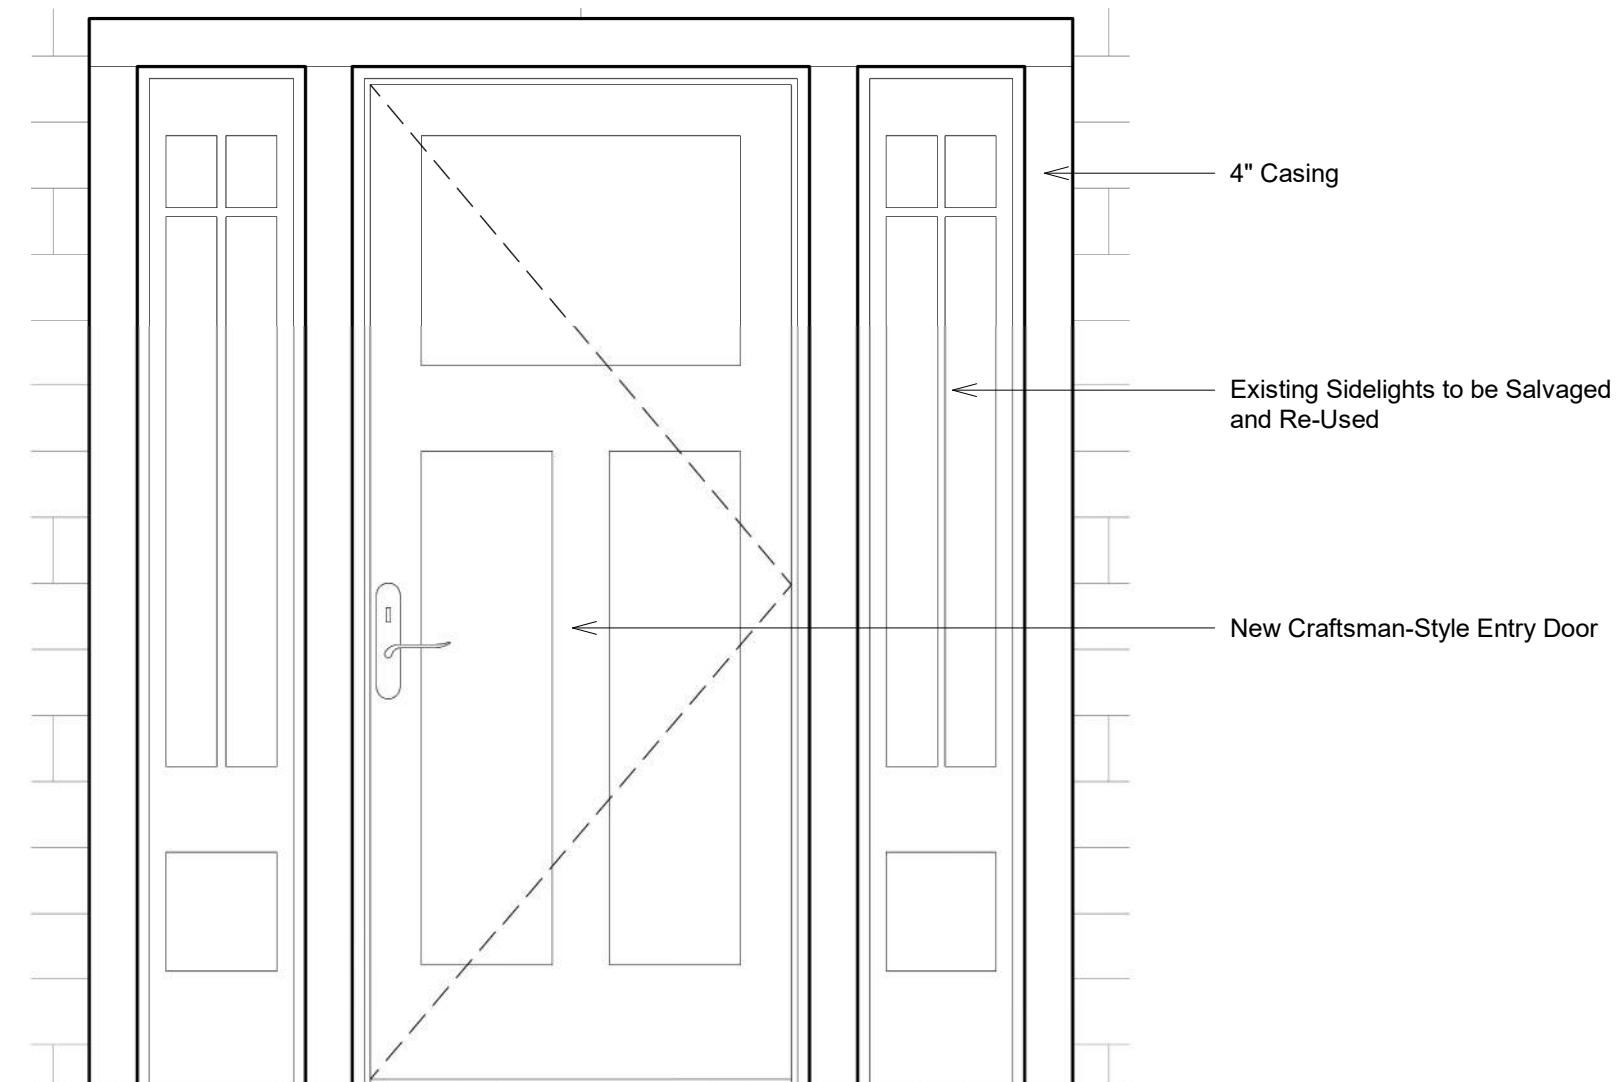 4" Casing
Existing Sidelights to be Salvaged
and Re-Used
New Craftsman-Style Entry Door